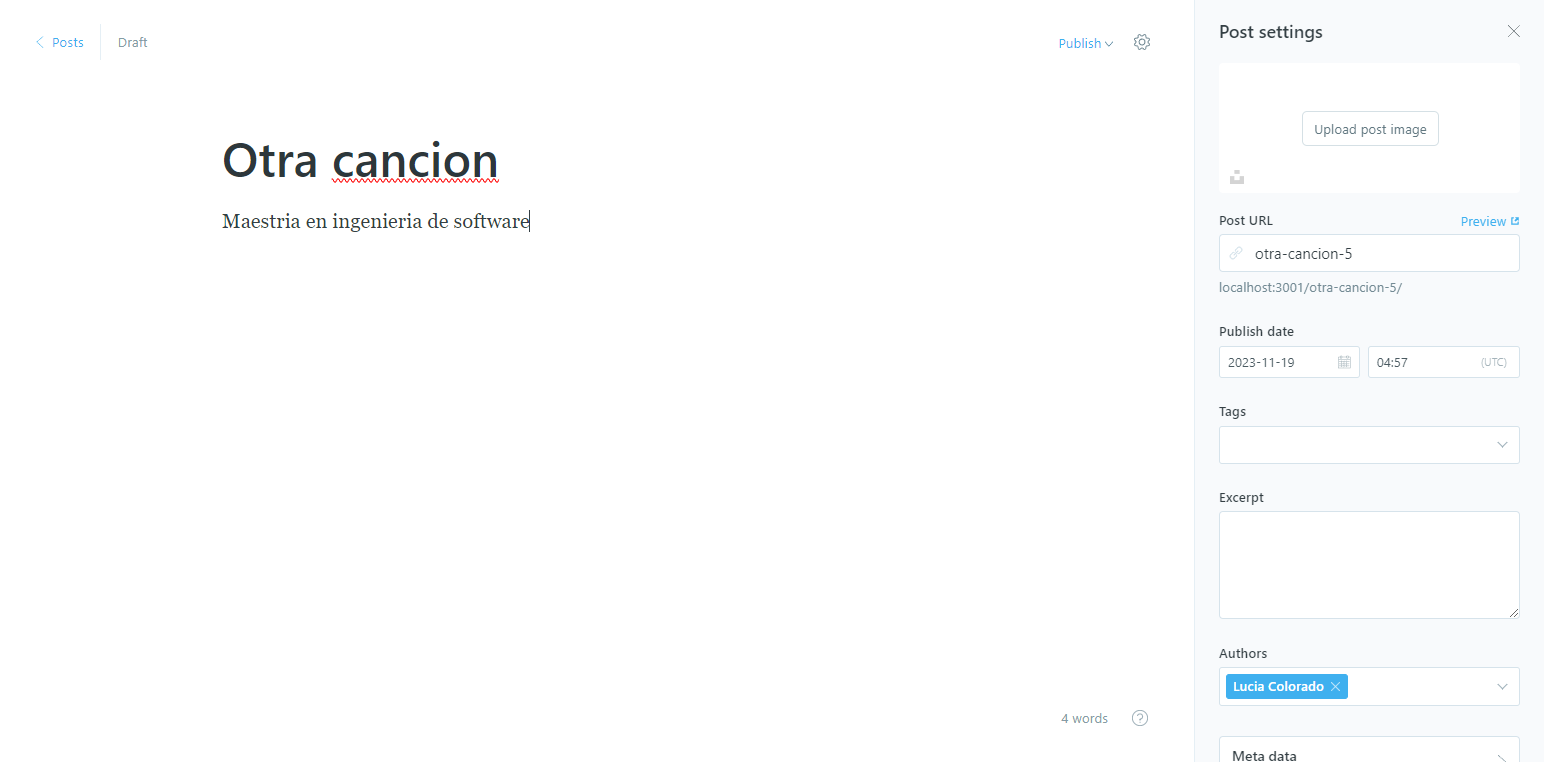 Posts
Draft
Publish
Otra cancion
Maestria en ingenieria de software
4 words
Post settings
Upload post image
Post URL
Preview
otra-cancion-5
localhost:3001/otra-cancion-5/
Publish date
2023-11-19
04:57
(UTC)
Tags
Excerpt
Authors
Lucia Colorado
Meta data